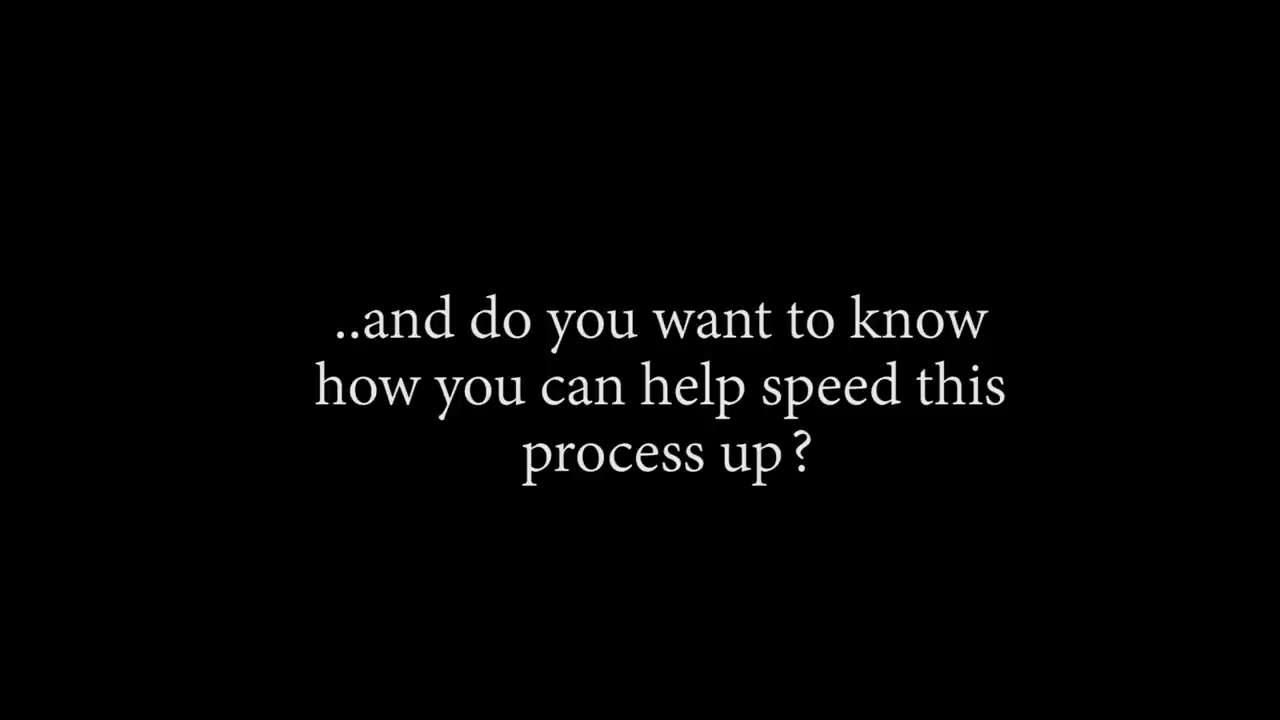 ..and do you want to know
how you can help speed this
process up?